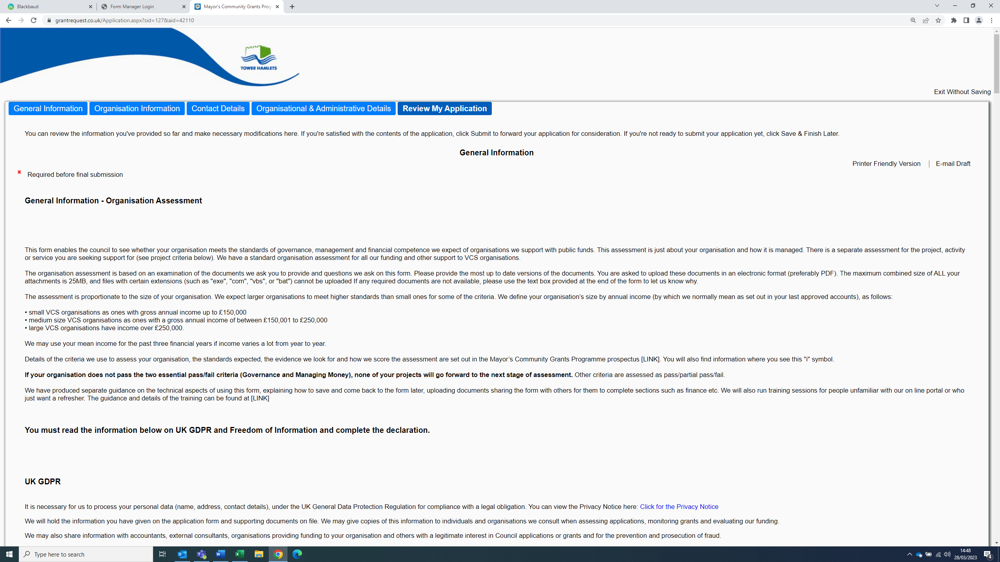 Blackbaud
Form Manager Login
Mayor's Community Grants Prog
grantrequest.co.uk/Application.aspx?sid=127&aid=42110
TOWER HAMLETS
Exit Without Saving
General Information Organisation Information Contact Details Organisational & Administrative Details Review My Application
You can review the information you've provided so far and make necessary modifications here. If you're satisfied with the contents of the application, click Submit to forward your application for consideration. If you're not ready to submit your application yet, click Save & Finish Later.
General Information
Printer Friendly Version | E-mail Draft
* Required before final submission
General Information - Organisation Assessment
This form enables the council to see whether your organisation meets the standards of governance, management and financial competence we expect of organisations we support with public funds. This assessment is just about your organisation and how it is managed. There is a separate assessment for the project, activity
or service you are seeking support for (see project criteria below). We have a standard organisation assessment for all our funding and other support to VCS organisations.
The organisation assessment is based on an examination of the documents we ask you to provide and questions we ask on this form. Please provide the most up to date versions of the documents. You are asked to upload these documents in an electronic format (preferably PDF). The maximum combined size of ALL your
attachments is 25MB, and files with certain extensions (such as "exe", "com", "vbs", or "bat") cannot be uploaded If any required documents are not available, please use the text box provided at the end of the form to let us know why.
The assessment is proportionate to the size of your organisation. We expect larger organisations to meet higher standards than small ones for some of the criteria. We define your organisation’s size by annual income (by which we normally mean as set out in your last approved accounts), as follows:
• small VCS organisations as ones with gross annual income up to £150,000
• medium size VCS organisations as ones with a gross annual income of between £150,001 to £250,000
• large VCS organisations have income over £250,000.
We may use your mean income for the past three financial years if income varies a lot from year to year.
Details of the criteria we use to assess your organisation, the standards expected, the evidence we look for and how we score the assessment are set out in the Mayor’s Community Grants Programme prospectus [LINK]. You will also find information where you see this "i" symbol.
If your organisation does not pass the two essential pass/fail criteria (Governance and Managing Money), none of your projects will go forward to the next stage of assessment. Other criteria are assessed as pass/partial pass/fail.
We have produced separate guidance on the technical aspects of using this form, explaining how to save and come back to the form later, uploading documents sharing the form with others for them to complete sections such as finance etc. We will also run training sessions for people unfamiliar with our on line portal or who
just want a refresher. The guidance and details of the training can be found at [LINK]
You must read the information below on UK GDPR and Freedom of Information and complete the declaration.
UK GDPR
It is necessary for us to process your personal data (name, address, contact details), under the UK General Data Protection Regulation for compliance with a legal obligation. You can view the Privacy Notice here: Click for the Privacy Notice
We will hold the information you have given on the application form and supporting documents on file. We may give copies of this information to individuals and organisations we consult when assessing applications, monitoring grants and evaluating our funding.
We may also share information with accountants, external consultants, organisations providing funding to your organisation and others with a legitimate interest in Council applications or grants and for the prevention and prosecution of fraud.
Type here to search
14:48
28/03/2023
4